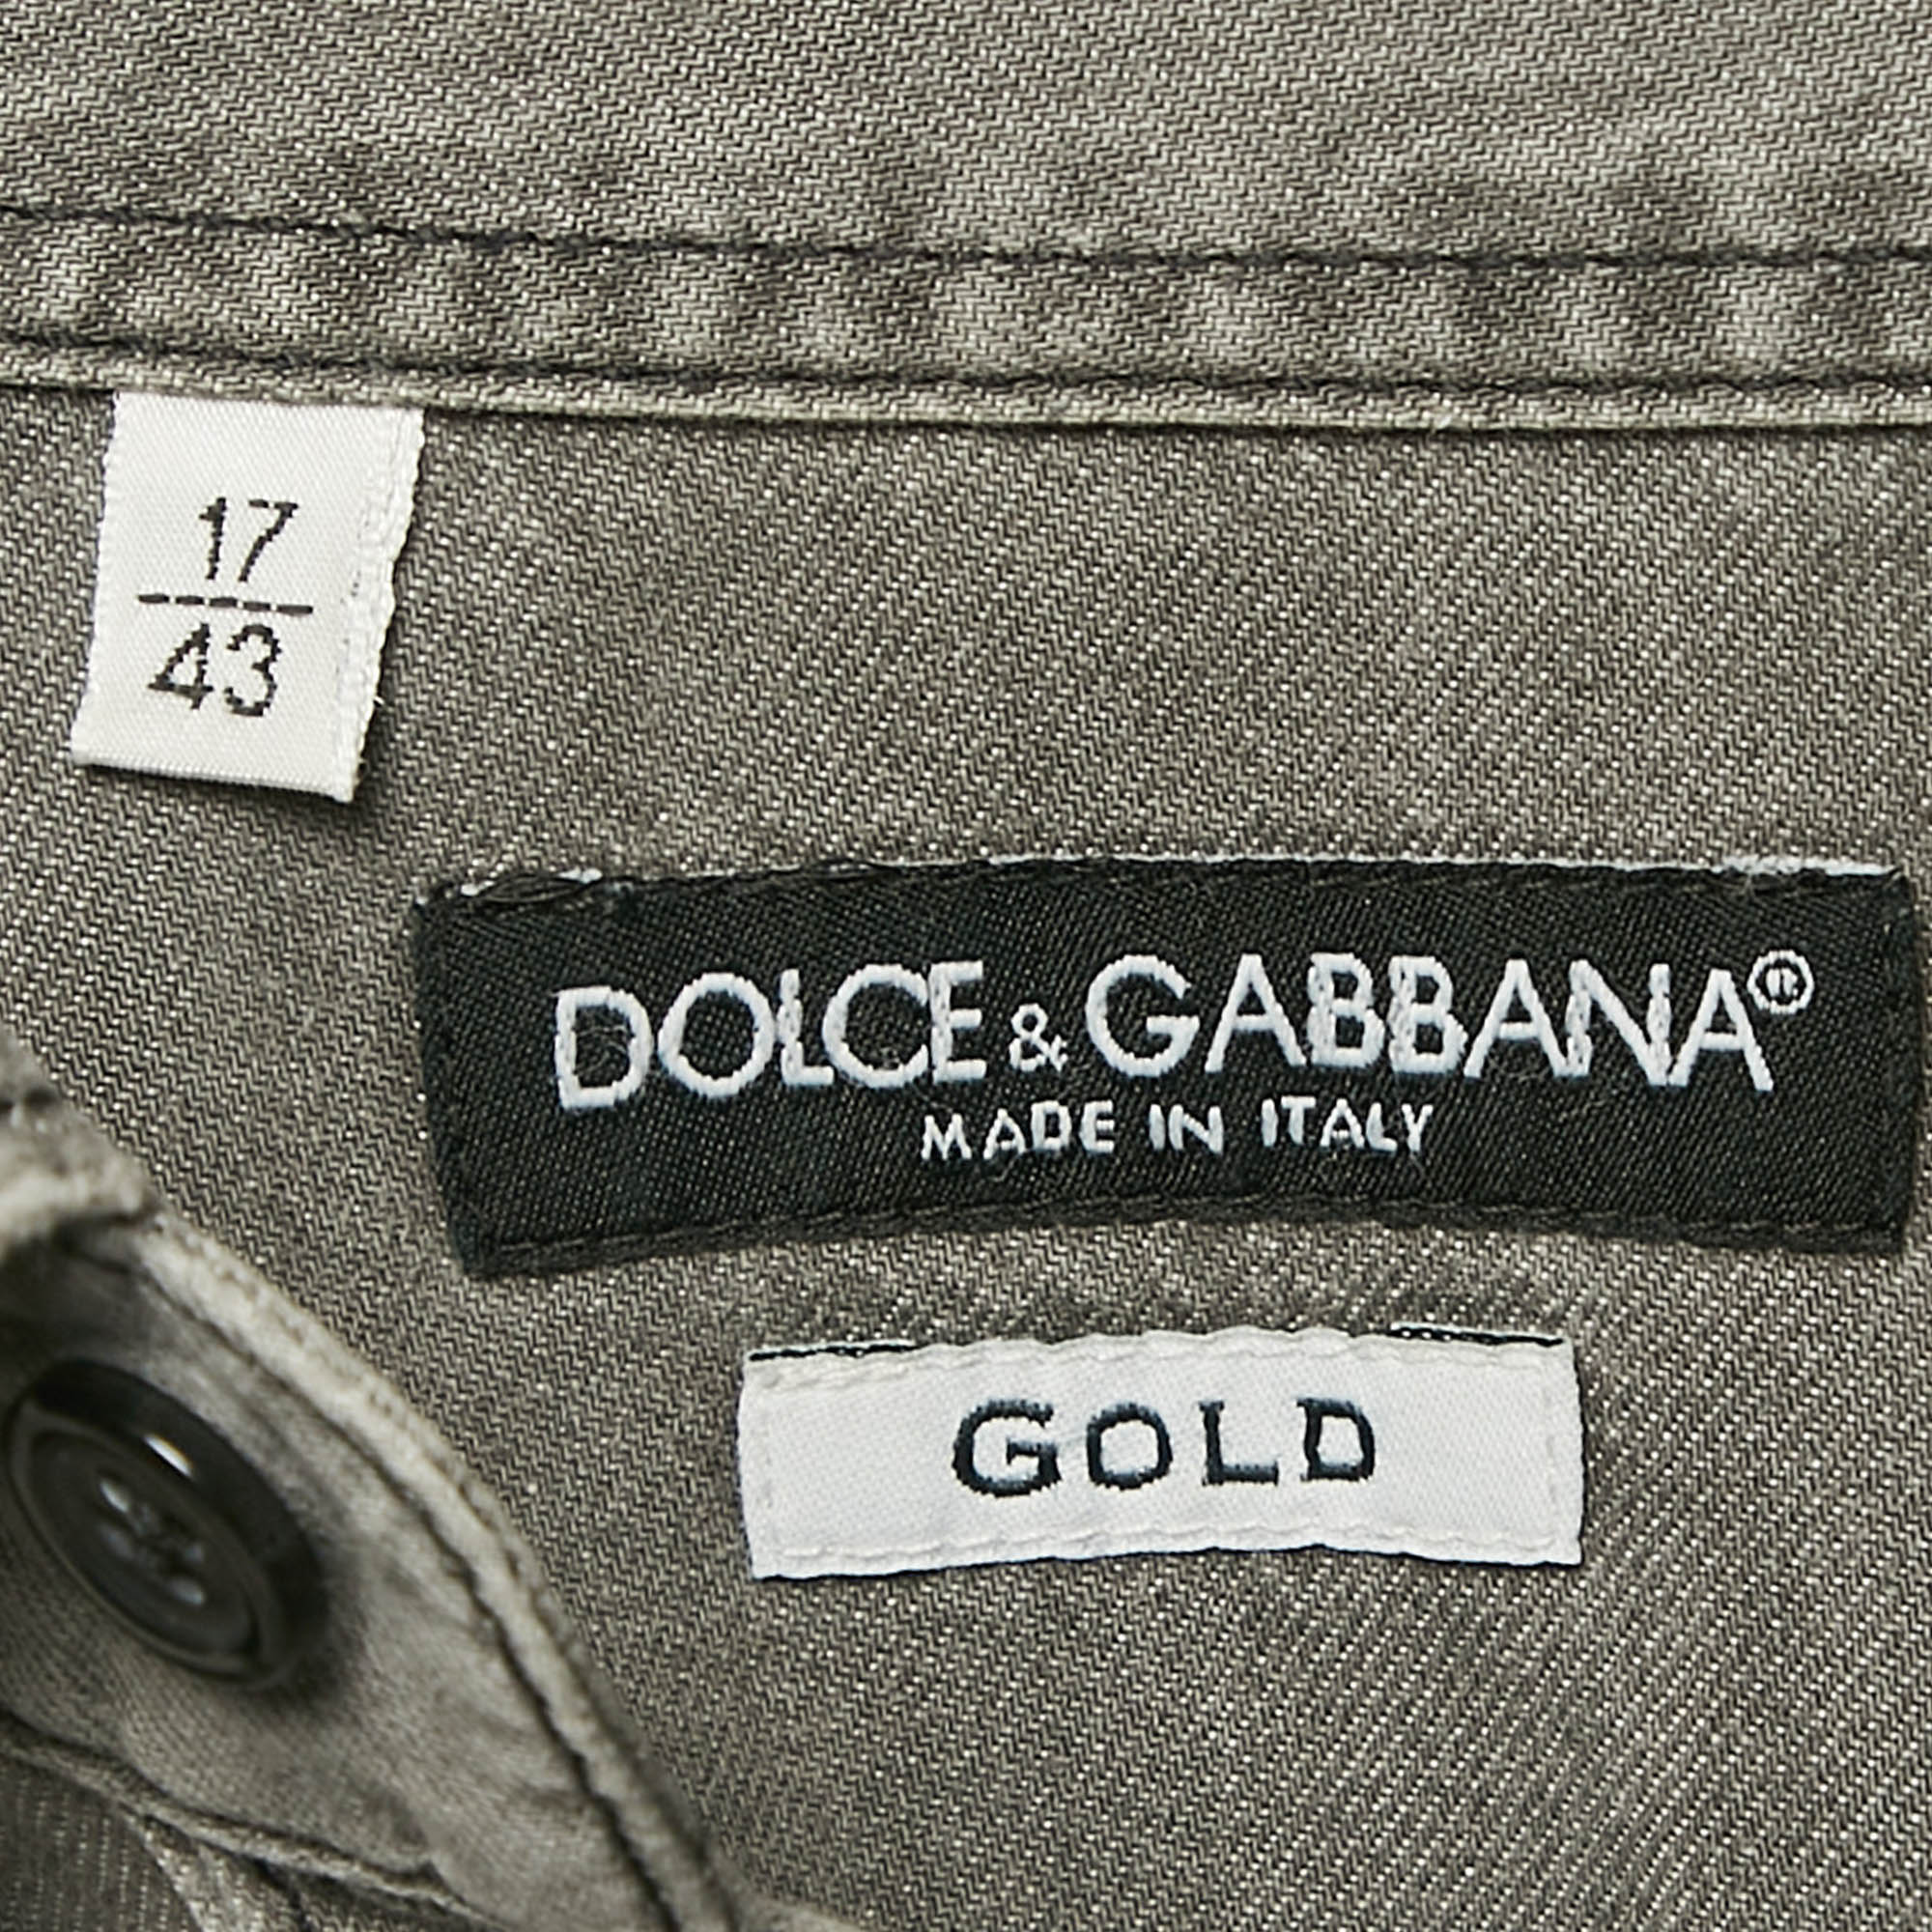 17
43
DOLCE & GABBANA®
MADE IN ITALY
GOLD